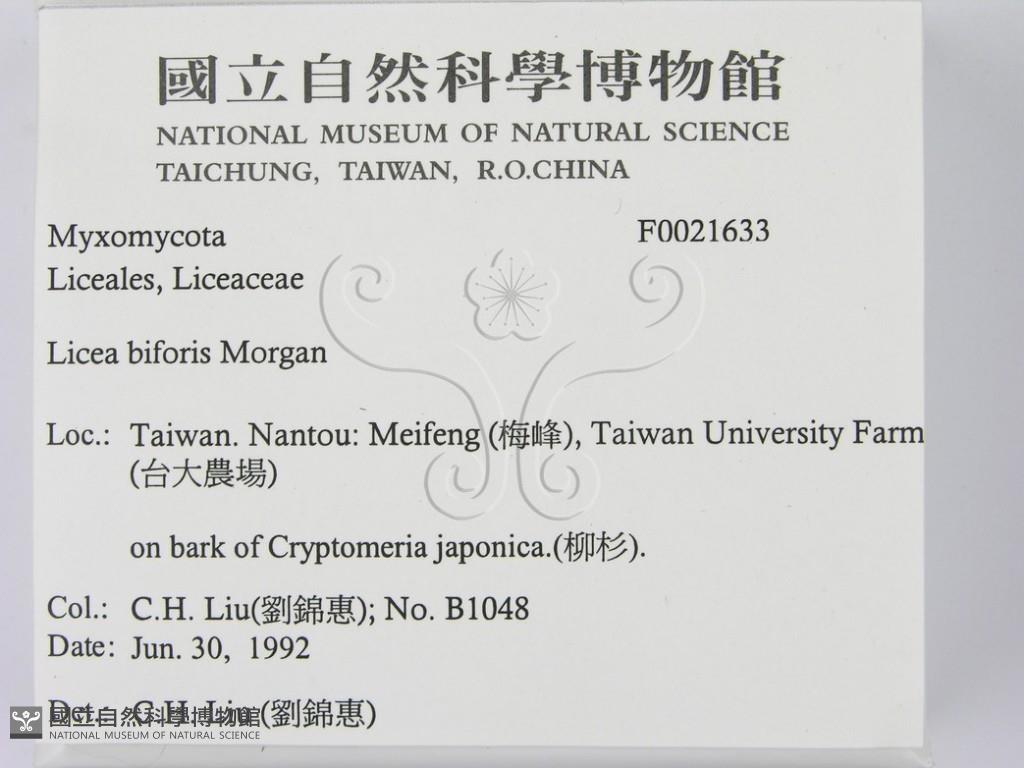 國立自然科學博物館
NATIONAL MUSEUM OF NATURAL SCIENCE
TAICHUNG, TAIWAN, R.O.CHINA
Myxomycota F0021633
Liceales, Liceaceae
Licea biforis Morgan
Loc.: Taiwan. Nantou: Meifeng (梅峰), Taiwan University Farm
(台大農場)
on bark of Cryptomeria japonica.(柳杉).
Col.: C.H. Liu(劉錦惠); No. B1048
Date: Jun. 30, 1992
Det.: C.H. Liu (劉錦惠)
國立自然科學博物館
NATIONAL MUSEUM OF NATURAL SCIENCE